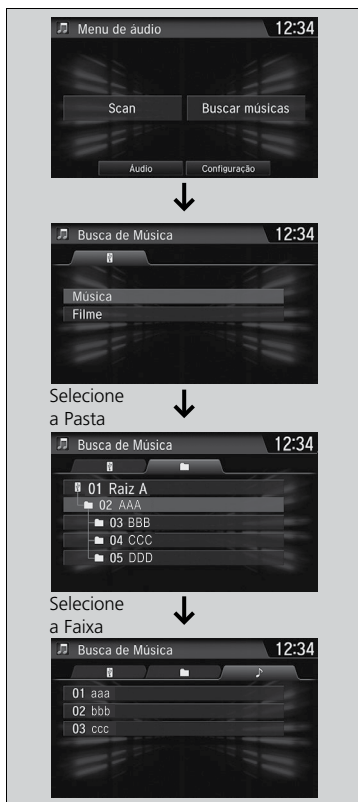 Menu de áudio 12:34
Scan Buscar músicas
Áudio Configuração
Busca de Música 12:34
Música
Filme
Selecione
a Pasta
Busca de Música 12:34
01 Raiz A
02 AAA
03 BBB
04 CCC
05 DDD
Selecione
a Faixa
Busca de Música 12:34
01 aaa
02 bbb
03 ccc